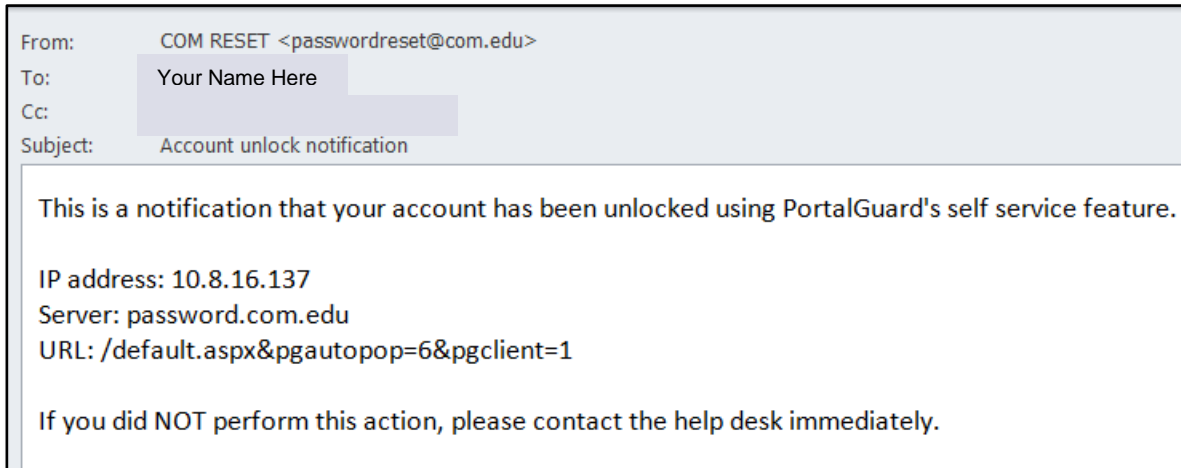 From: COM RESET <passwordreset@com.edu>
To: Your Name Here
Cc:
Subject: Account unlock notification
This is a notification that your account has been unlocked using PortalGuard's self service feature.
IP address: 10.8.16.137
Server: password.com.edu
URL: /default.aspx&pgautopop=6&pgclient=1
If you did NOT perform this action, please contact the help desk immediately.